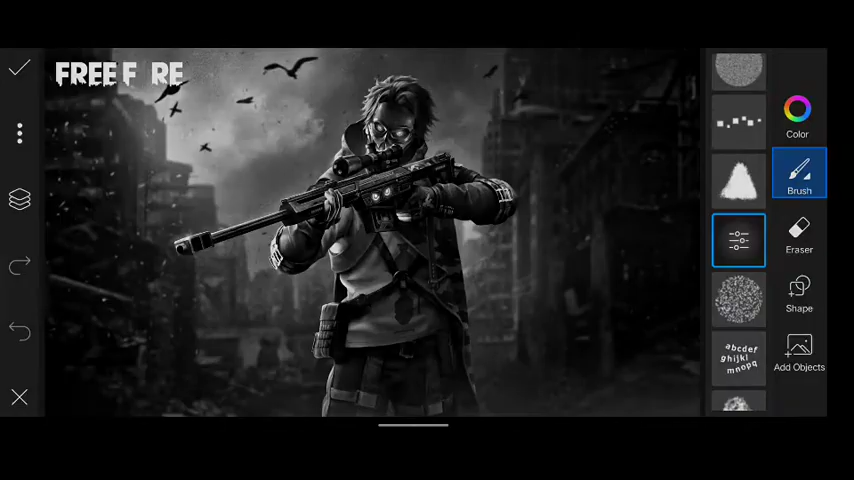 FREE F RE
Color
Brush
Eraser
Shape
Add Objects
abcdef
ghijkl
mnopq